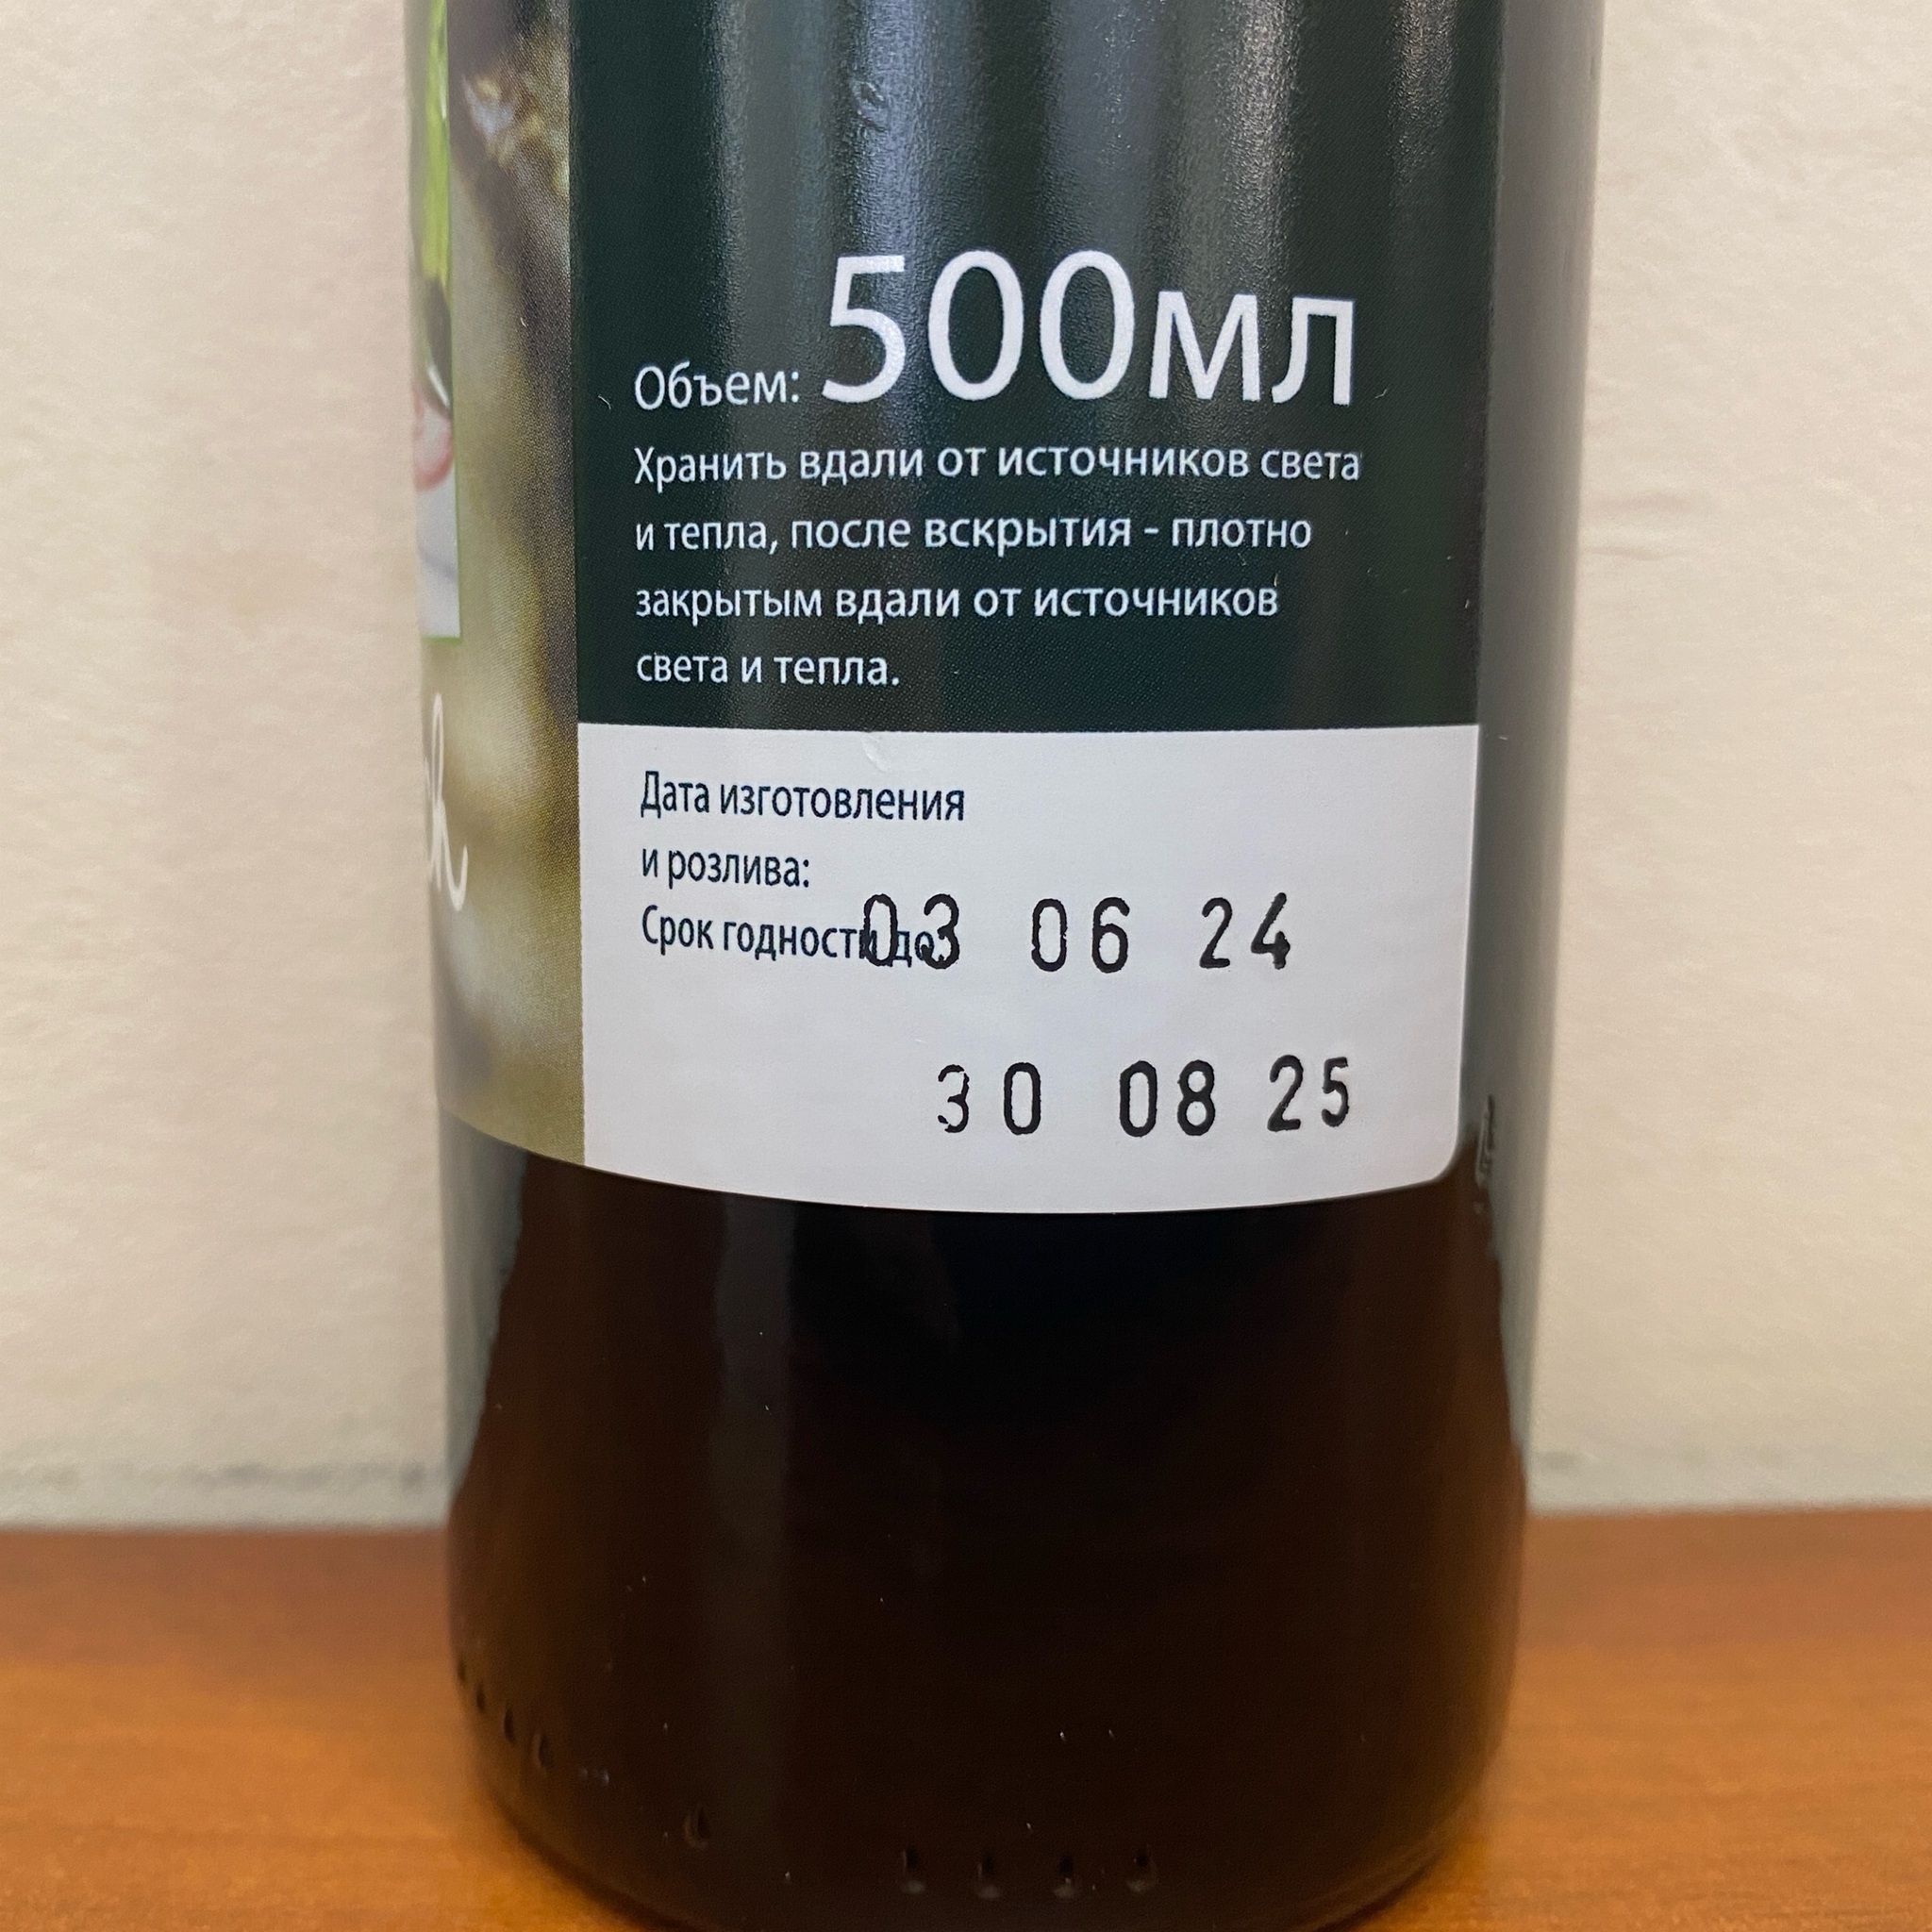 Объем: 500мл
Хранить вдали от источников света
и тепла, после вскрытия - плотно
закрытым вдали от источников
света и тепла.
Дата изготовления
и розлива:
Срок годности до:
03 06 24
30 08 25